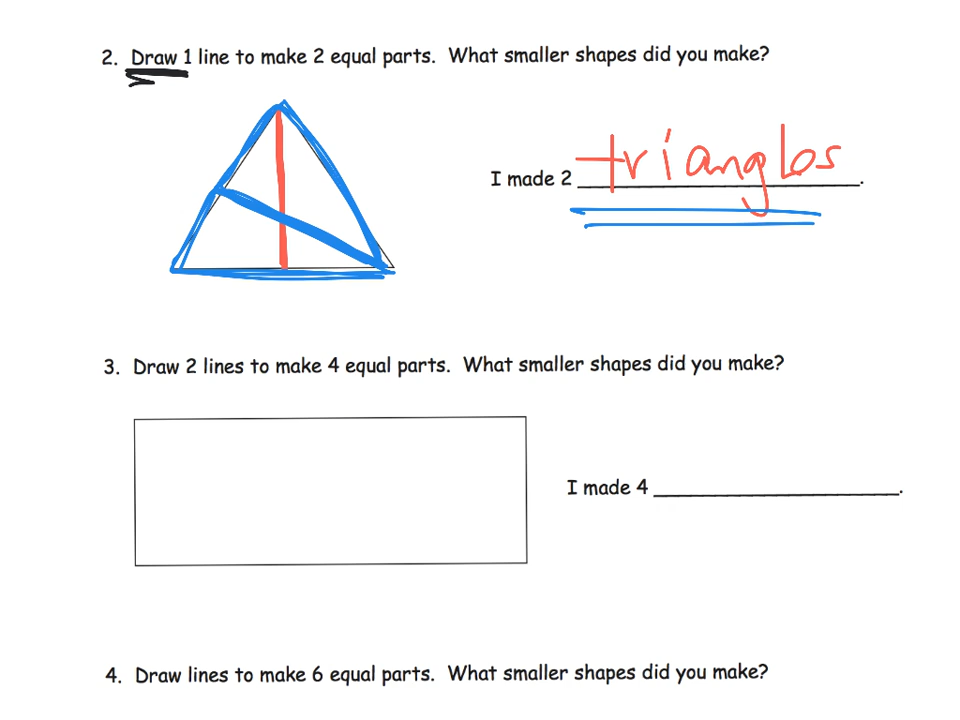 2. Draw 1 line to make 2 equal parts. What smaller shapes did you make?
I made 2 triangles.
3. Draw 2 lines to make 4 equal parts. What smaller shapes did you make?
I made 4 ______________________.
4. Draw lines to make 6 equal parts. What smaller shapes did you make?